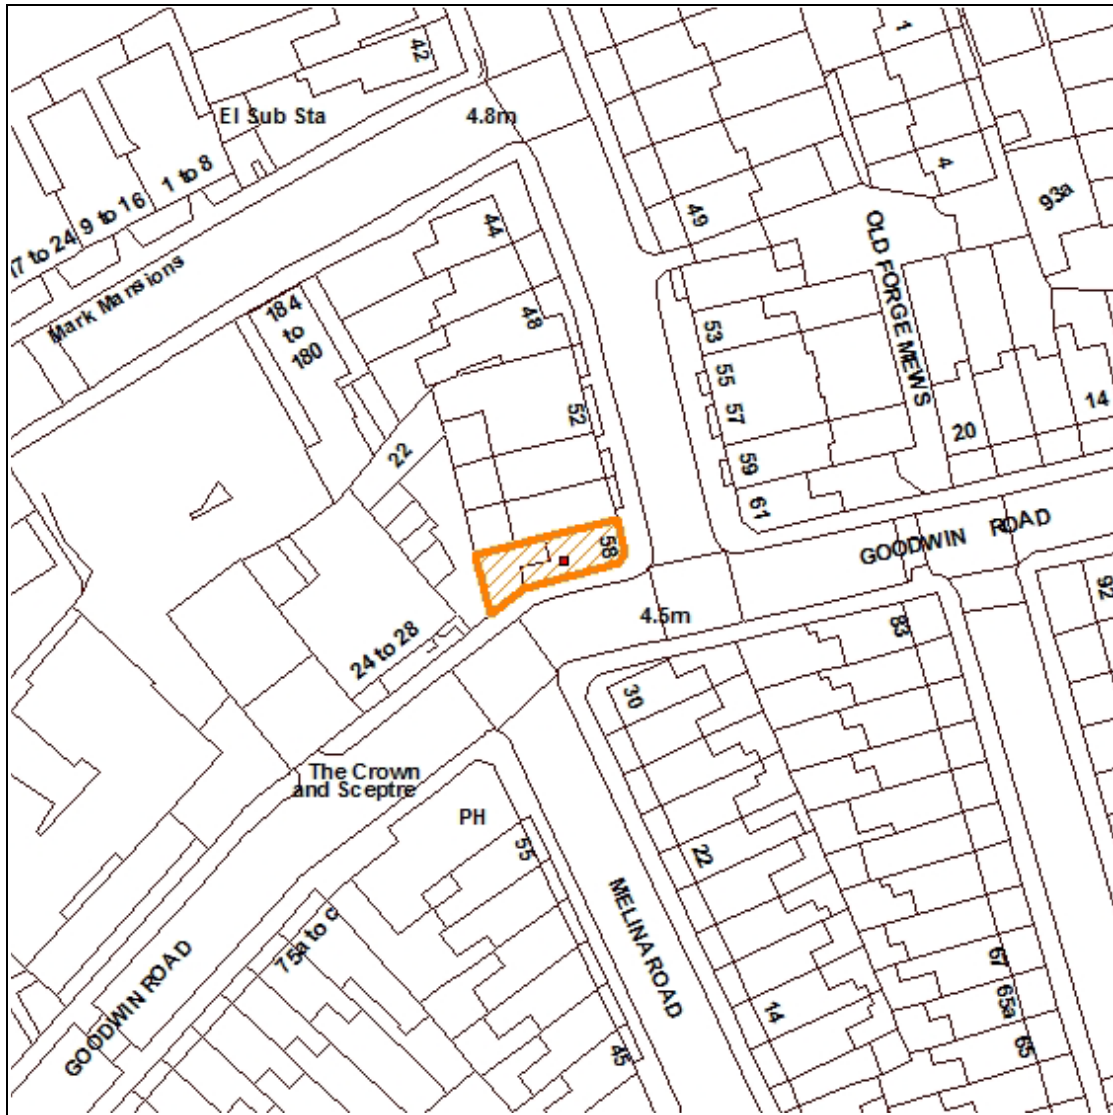 1
42
El Sub Sta
4.8m
4
1 to 8
9 to 16
17 to 24
93a
49
44
OLD FORGE MEWS
Mark Mansions
184
to
180
48
53
55
52
57
14
20
22
59
61
58
GOODWIN ROAD
92
4.5m
83
24 to 28
30
The Crown
and Sceptre
PH
55
22
MELINA ROAD
75a to c
67
GOODWIN ROAD
65a
14
65
45